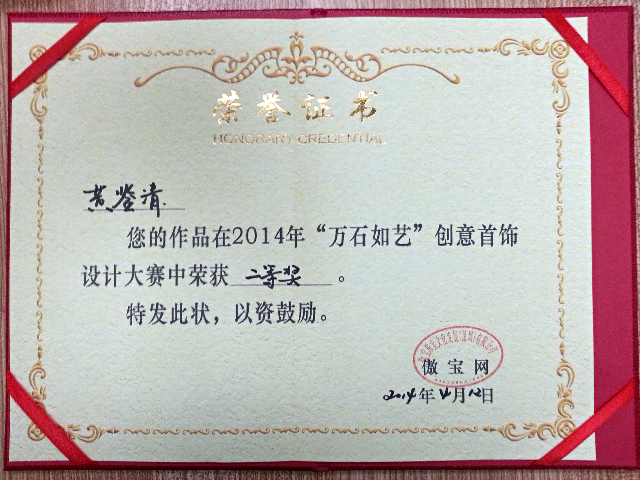 荣誉证书
HONORARY CREDENTIAL
黄莹清
您的作品在2014年“万石如艺”创意首饰
设计大赛中荣获 二等奖 。
特发此状，以资鼓励。
傲宝网
2014年4月12日